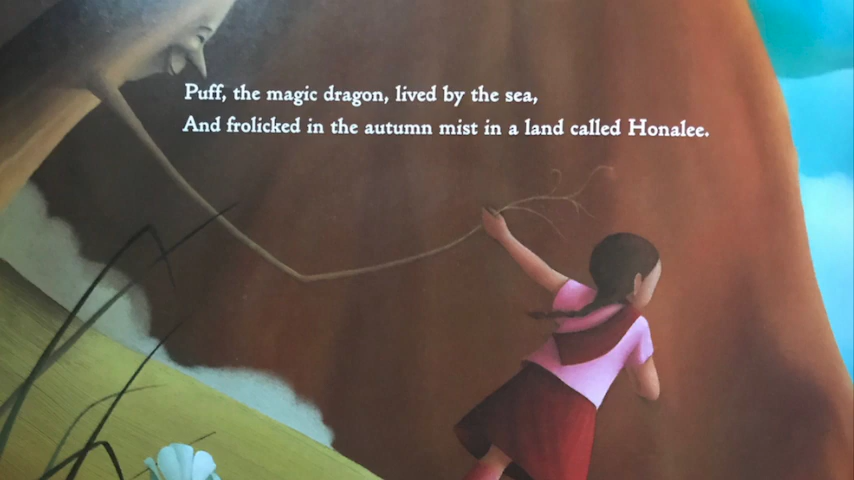 Puff, the magic dragon, lived by the sea,
And frolicked in the autumn mist in a land called Honalee.